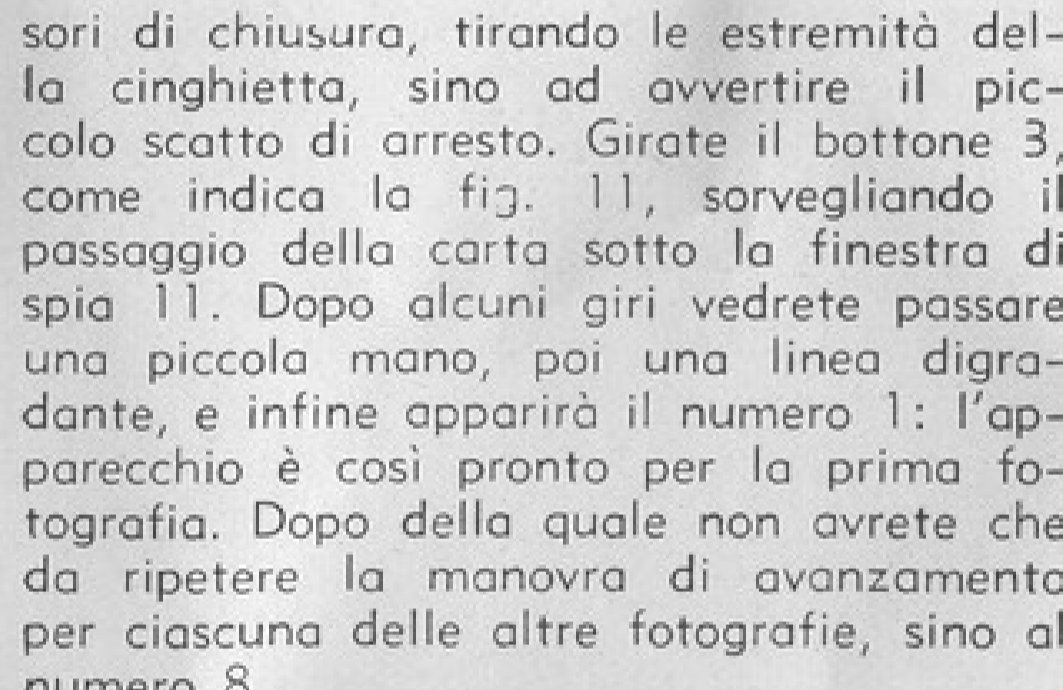 sori di chiusura, tirando le estremità del-
la cinghietta, sino ad avvertire il pic-
colo scatto di arresto. Girate il bottone 3,
come indica la fig. 11, sorvegliando il
passaggio della carta sotto la finestra di
spia 11. Dopo alcuni giri vedrete passare
una piccola mano, poi una linea digra-
dante, e infine apparirà il numero 1: l'ap-
parecchio è così pronto per la prima fo-
tografia. Dopo della quale non avrete che
da ripetere la manovra di avanzamento
per ciascuna delle altre fotografie, sino al
numero 8